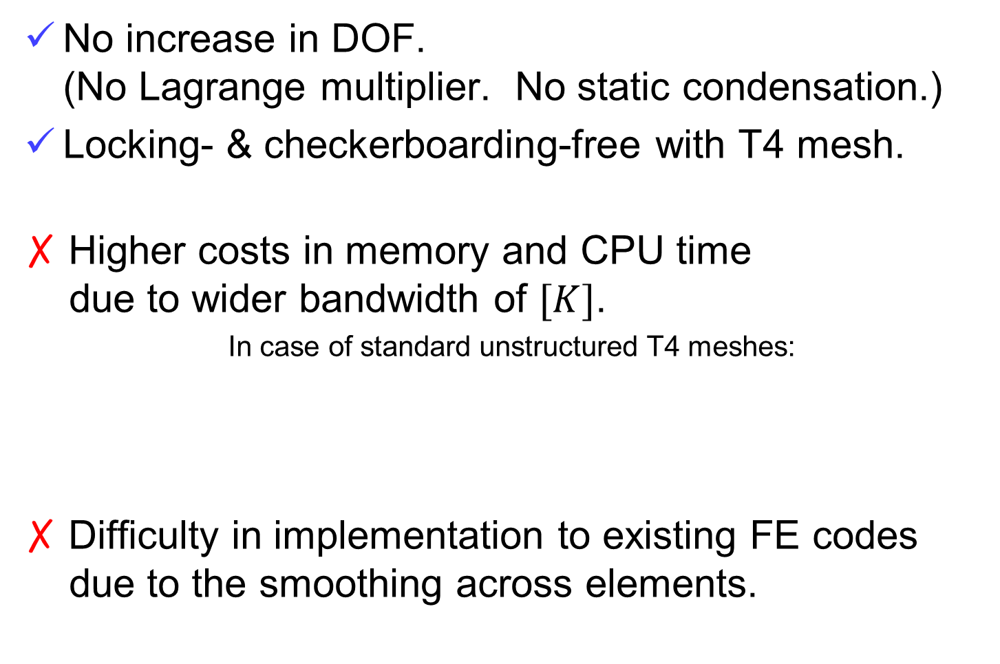 ✓ No increase in DOF.
(No Lagrange multiplier. No static condensation.)
✓ Locking- & checkerboarding-free with T4 mesh.
✗ Higher costs in memory and CPU time
due to wider bandwidth of [K].
In case of standard unstructured T4 meshes:
✗ Difficulty in implementation to existing FE codes
due to the smoothing across elements.